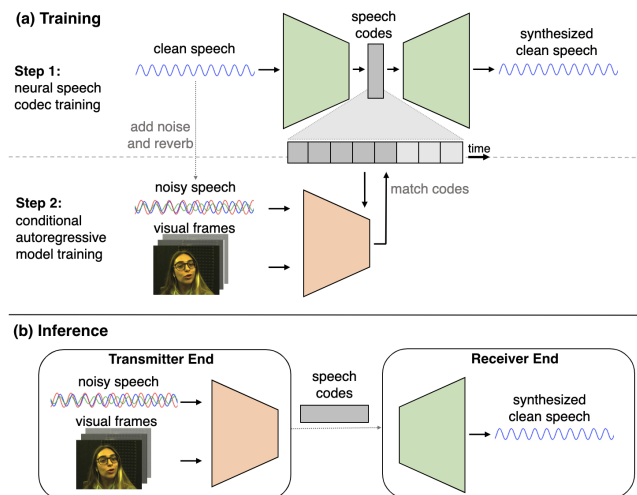 (a) Training
Step 1:
neural speech
codec training
clean speech
speech
codes
synthesized
clean speech
add noise
and reverb
time
Step 2:
conditional
autoregressive
model training
noisy speech
visual frames
match codes
(b) Inference
Transmitter End
noisy speech
visual frames
speech
codes
Receiver End
synthesized
clean speech